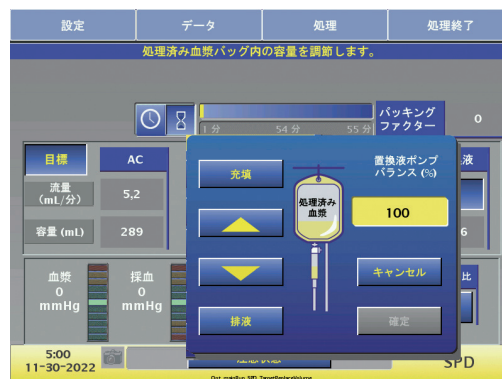 設定
データ
処理
処理終了
処理済み血漿バッグ内の容量を調節します。
1 分
54 分
55 分
パッキング
ファクター
0
目標
AC
液
流量
(mL/分)
5,2
容量 (mL)
289
6
充填
排液
処理済み
血漿
置換液ポンプ
バランス (%)
100
キャンセル
確定
血漿
0
mmHg
採血
0
mmHg
比
5:00
11-30-2022
SPD